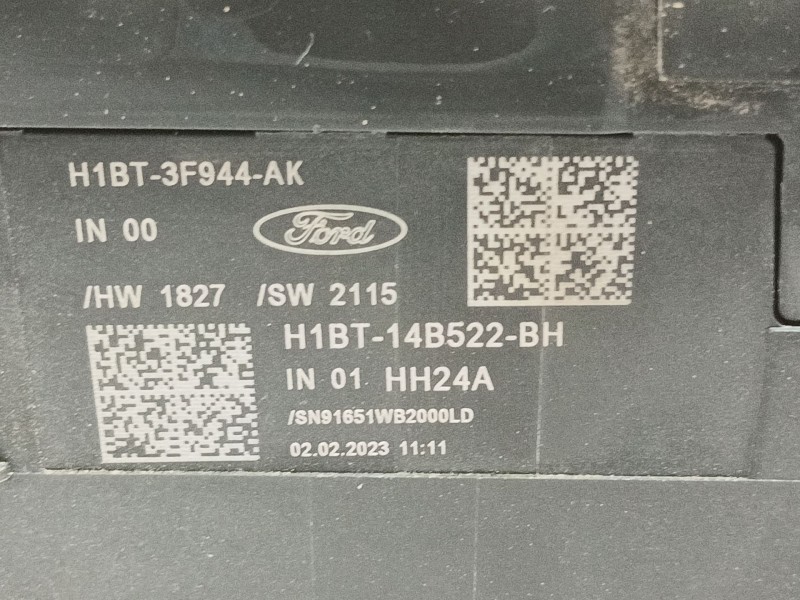 H1BT-3F944-AK
IN 00
Ford
/HW 1827 /SW 2115
H1BT-14B522-BH
IN 01 HH24A
/SN91651WB2000LD
02.02.2023 11:11